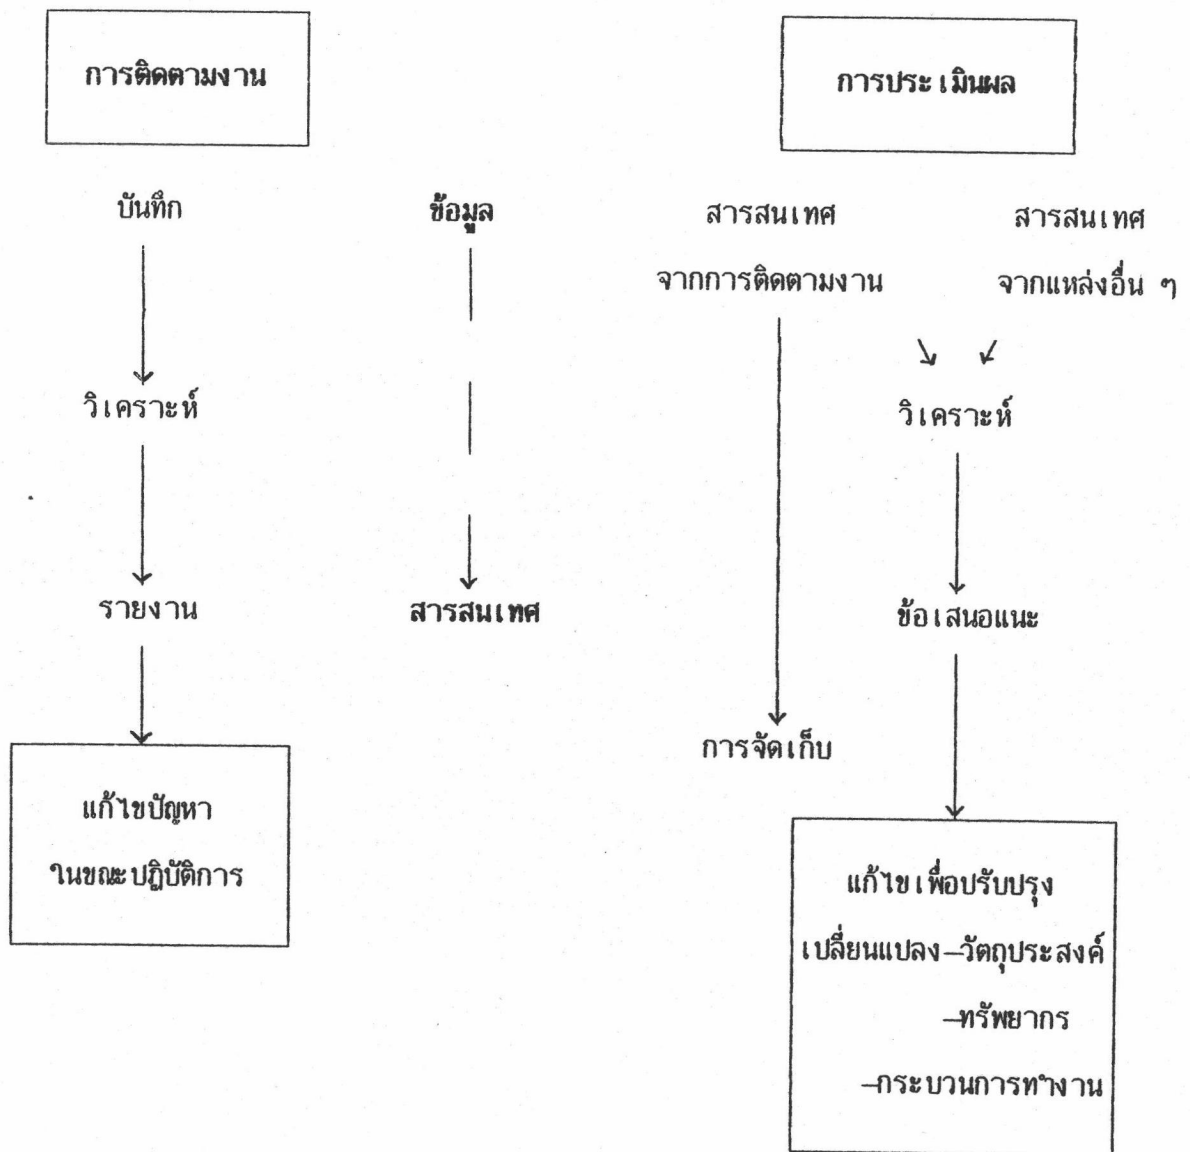 การติดตามงาน
บันทึก
วิเคราะห์
รายงาน
แก้ไขปัญหา
ในขณะปฏิบัติการ
ข้อมูล
สารสนเทศ
การประเมินผล
สารสนเทศ
จากการติดตามงาน
การจัดเก็บ
สารสนเทศ
จากแหล่งอื่น ๆ
วิเคราะห์
ข้อเสนอแนะ
แก้ไขเพื่อปรับปรุง
เปลี่ยนแปลง–วัตถุประสงค์
–ทรัพยากร
–กระบวนการทำงาน